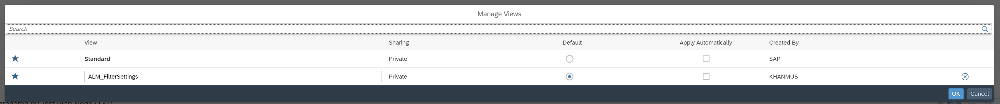 Manage Views
Search
View Sharing Default Apply Automatically Created By
Standard Private SAP
ALM_FilterSettings Private KHANMUS
OK Cancel